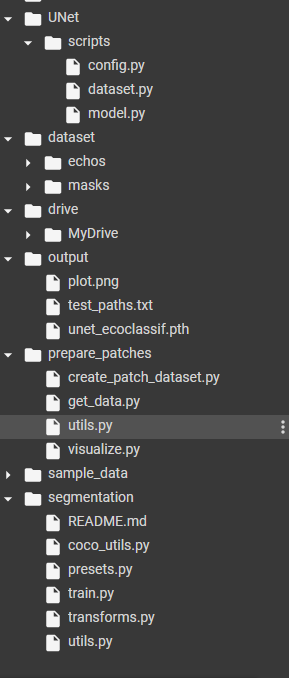 UNet
scripts
config.py
dataset.py
model.py
dataset
echos
masks
drive
MyDrive
output
plot.png
test_paths.txt
unet_ecoclassif.pth
prepare_patches
create_patch_dataset.py
get_data.py
utils.py
visualize.py
sample_data
segmentation
README.md
coco_utils.py
presets.py
train.py
transforms.py
utils.py